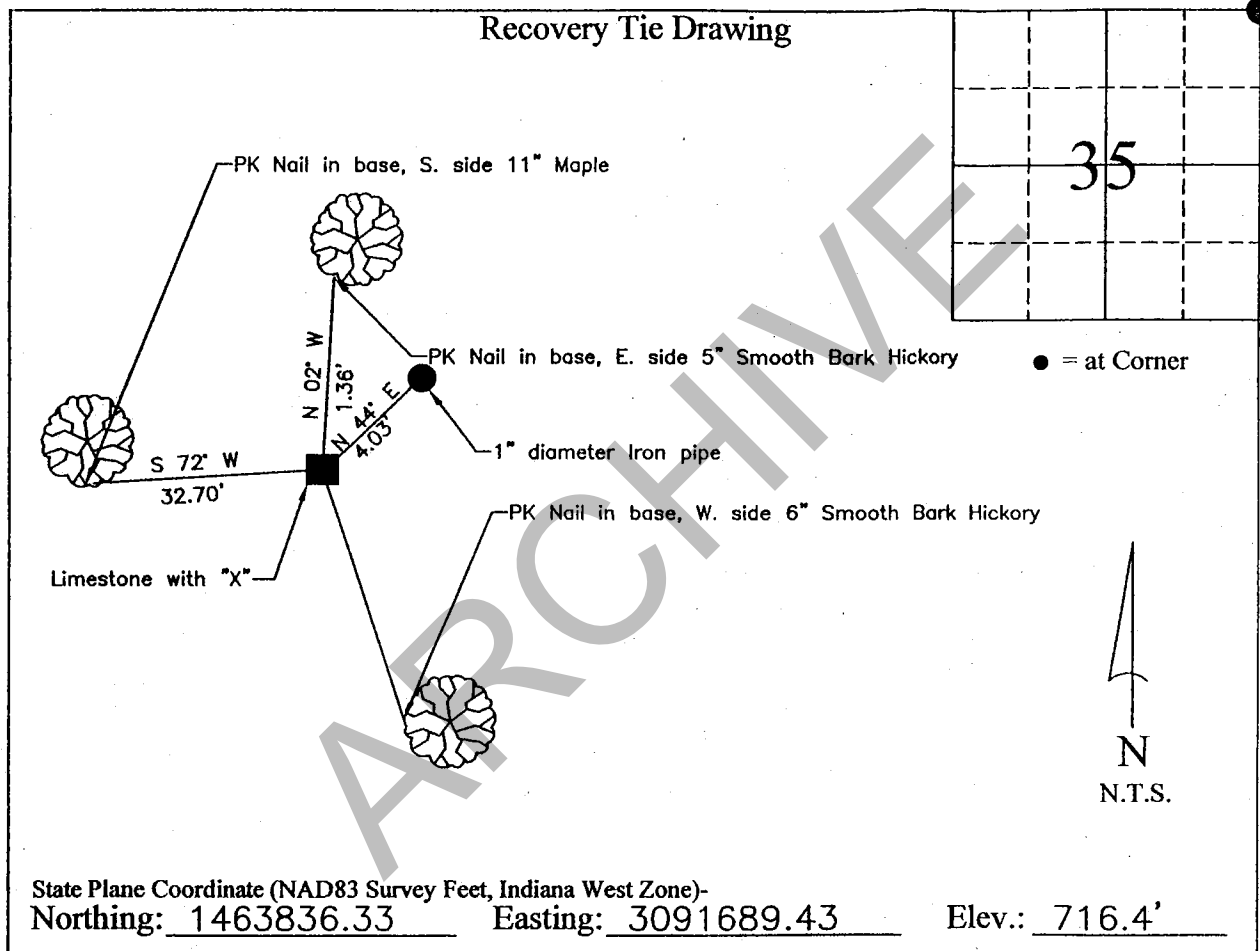 Recovery Tie Drawing
35
PK Nail in base, S. side 11" Maple
PK Nail in base, E. side 5" Smooth Bark Hickory
● = at Corner
N 02° W
1.36'
N 44° E
4.03'
1" diameter Iron pipe
S 72° W
32.70'
PK Nail in base, W. side 6" Smooth Bark Hickory
Limestone with "X"
ARCHIVE
N
N.T.S.
State Plane Coordinate (NAD83 Survey Feet, Indiana West Zone)-
Northing: 1463836.33 Easting: 3091689.43 Elev.: 716.4'